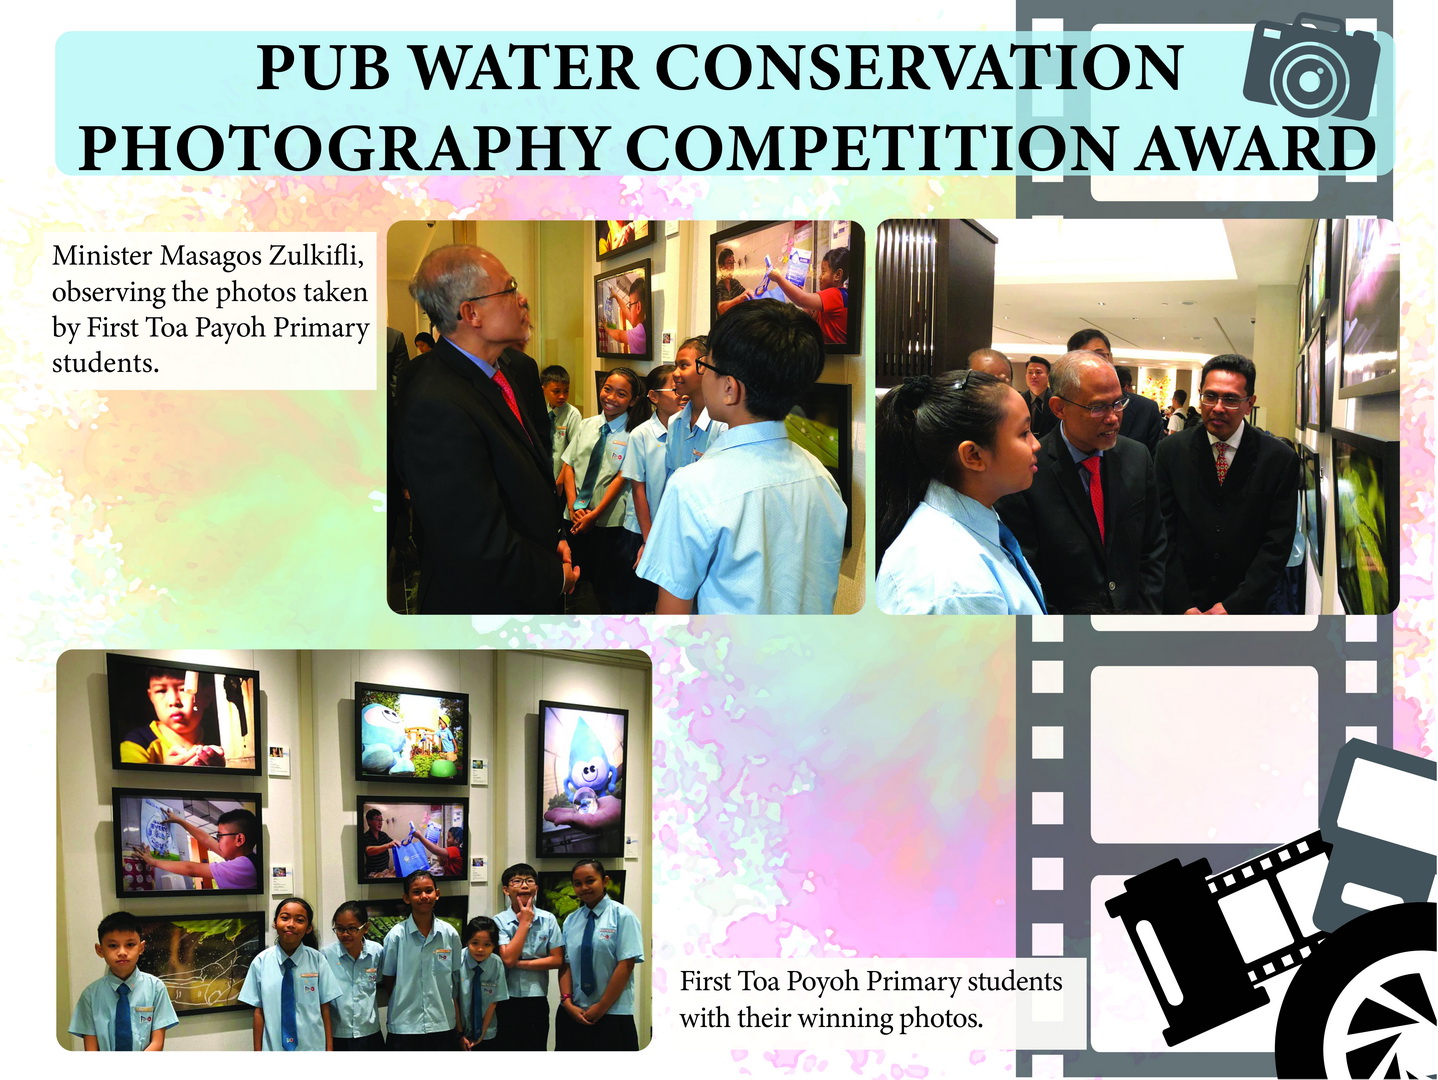 PUB WATER CONSERVATION
PHOTOGRAPHY COMPETITION AWARD
Minister Masagos Zulkifli,
observing the photos taken
by First Toa Payoh Primary
students.
First Toa Poyoh Primary students
with their winning photos.